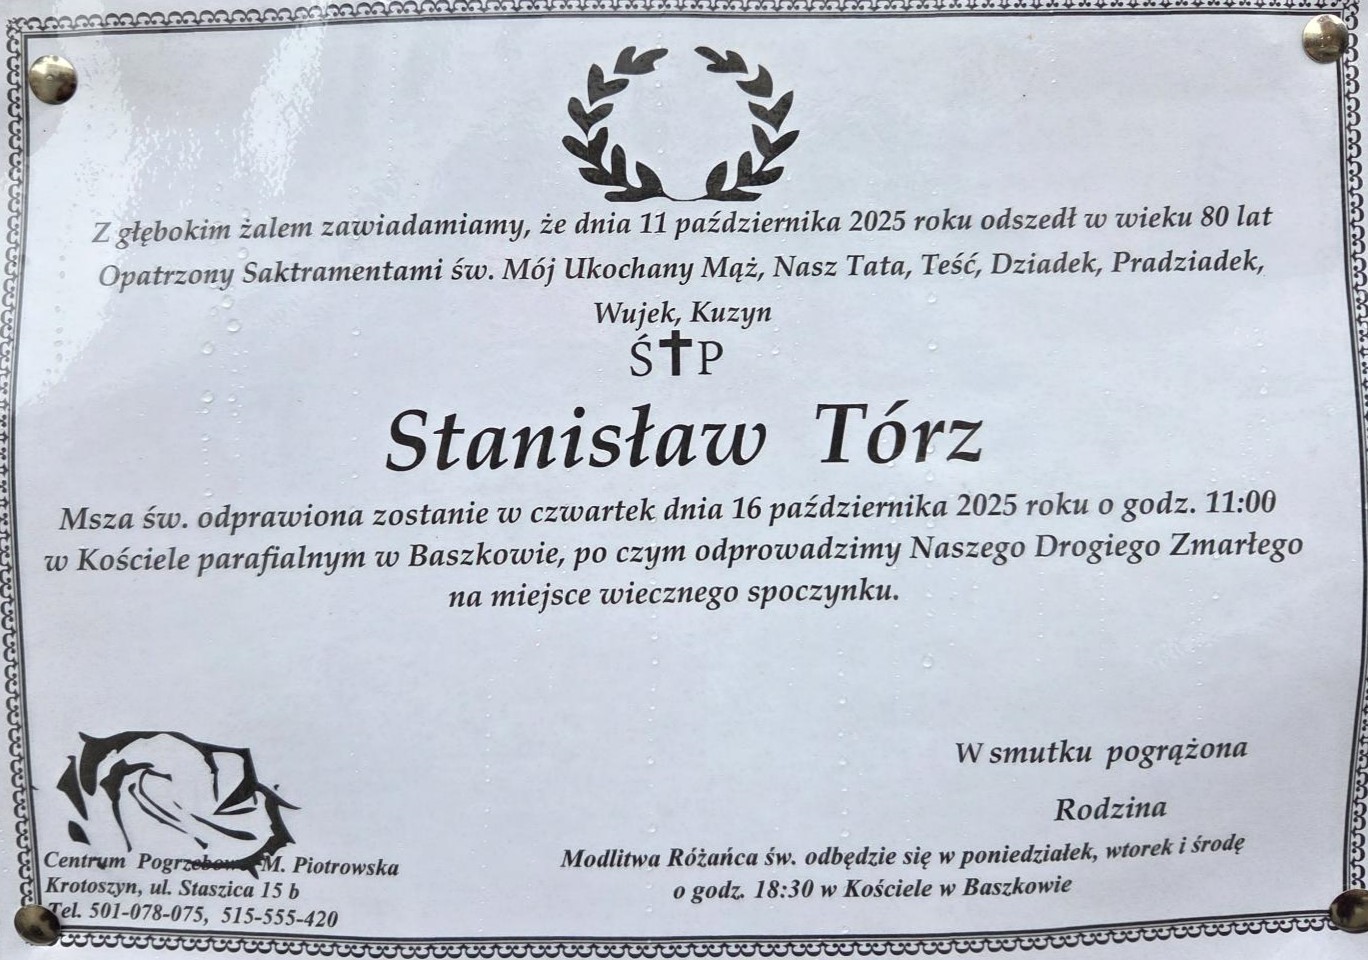 Z głębokim żalem zawiadamiamy, że dnia 11 października 2025 roku odszedł w wieku 80 lat
Opatrzony Saktramentami św. Mój Ukochany Mąż, Nasz Tata, Teść, Dziadek, Pradziadek,
Wujek, Kuzyn
Ś✝P
Stanisław Tórz
Msza św. odprawiona zostanie w czwartek dnia 16 października 2025 roku o godz. 11:00
w Kościele parafialnym w Baszkowie, po czym odprowadzimy Naszego Drogiego Zmarłego
na miejsce wiecznego spoczynku.
W smutku pogrążona
Rodzina
Centrum Pogrzebowe M. Piotrowska
Krotoszyn, ul. Staszica 15 b
Tel. 501-078-075, 515-555-420
Modlitwa Różańca św. odbędzie się w poniedziałek, wtorek i środę
o godz. 18:30 w Kościele w Baszkowie